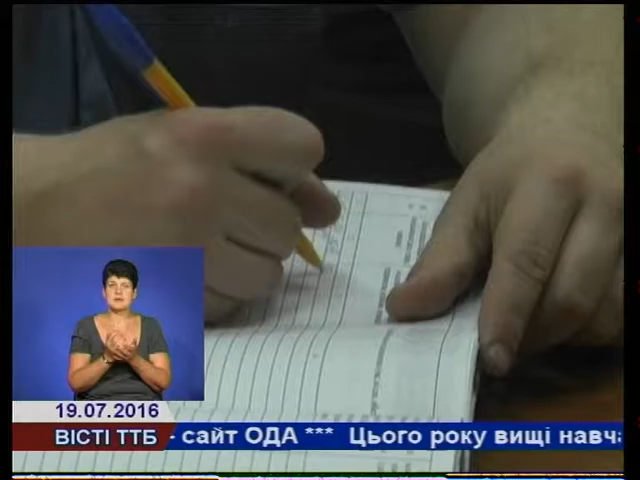 19.07.2016
ВІСТІ ТТБ - сайт ОДА *** Цього року вищі навча